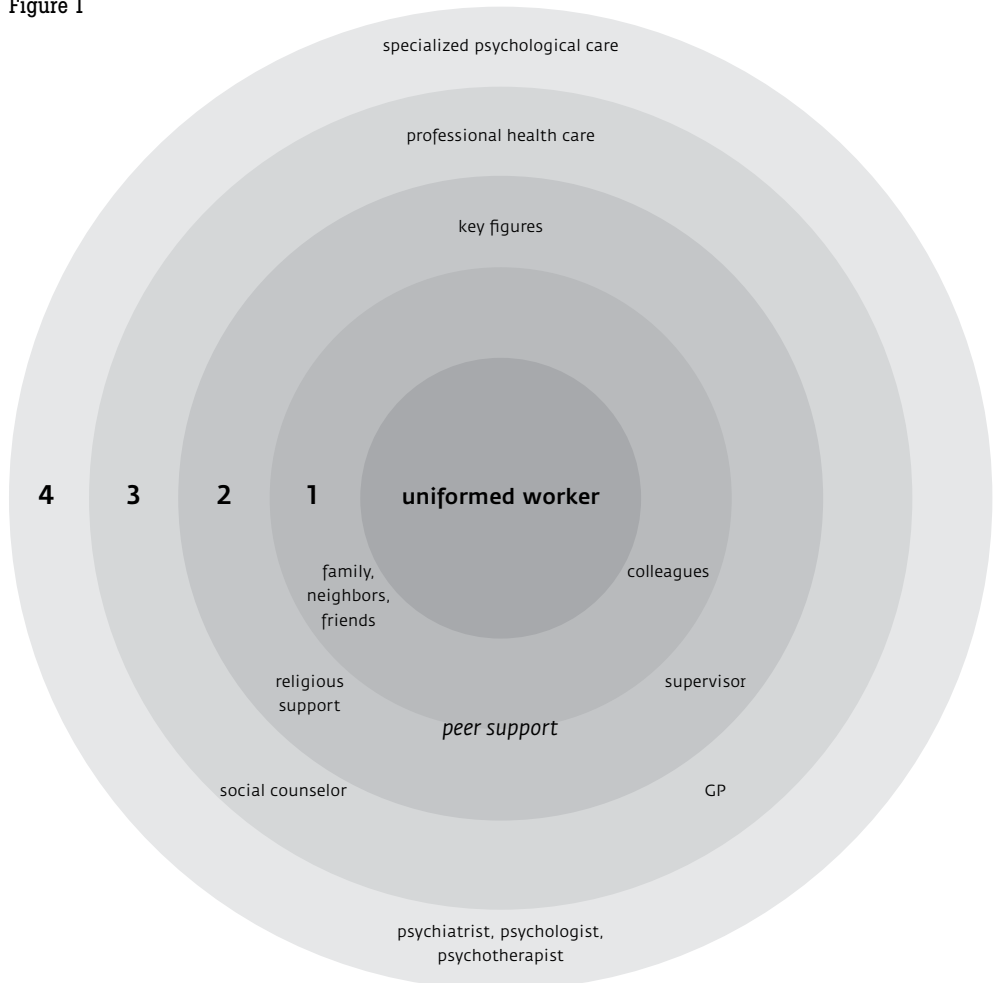 Figure 1
specialized psychological care
professional health care
key figures
4 3 2 1 uniformed worker
family,
neighbors,
friends
colleagues
religious
support
supervisor
peer support
social counselor
GP
psychiatrist, psychologist,
psychotherapist